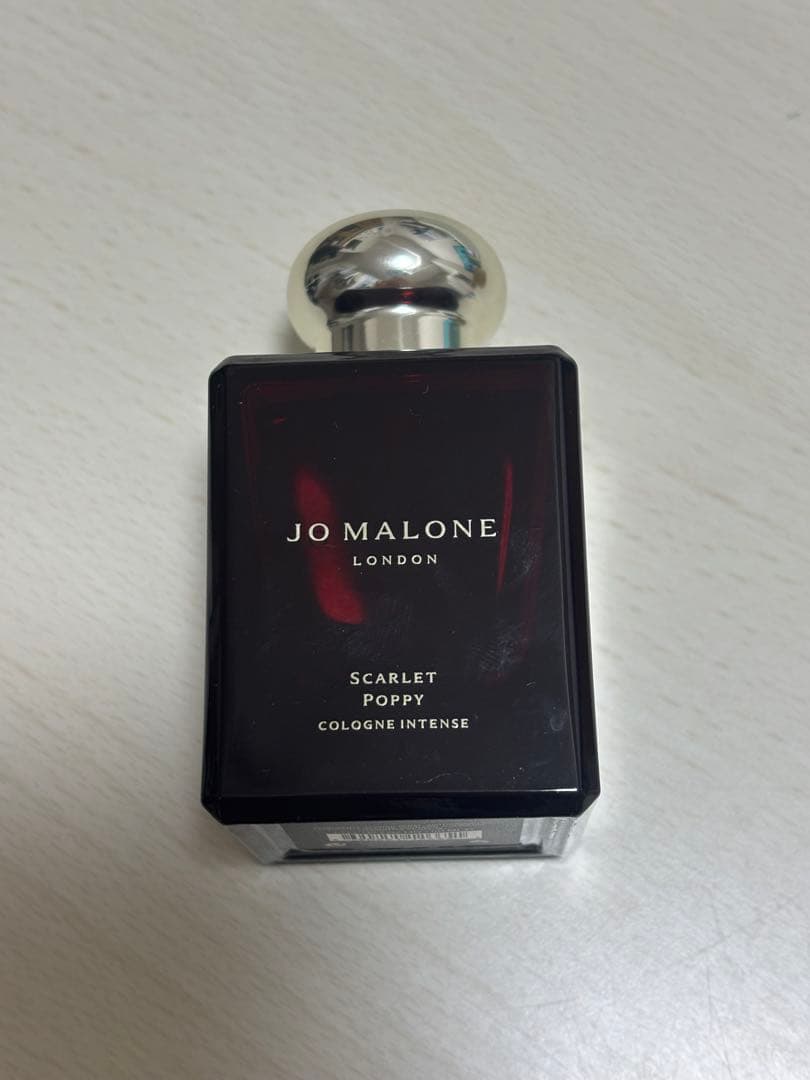 JO MALONE
LONDON
SCARLET
POPPY
COLOGNE INTENSE